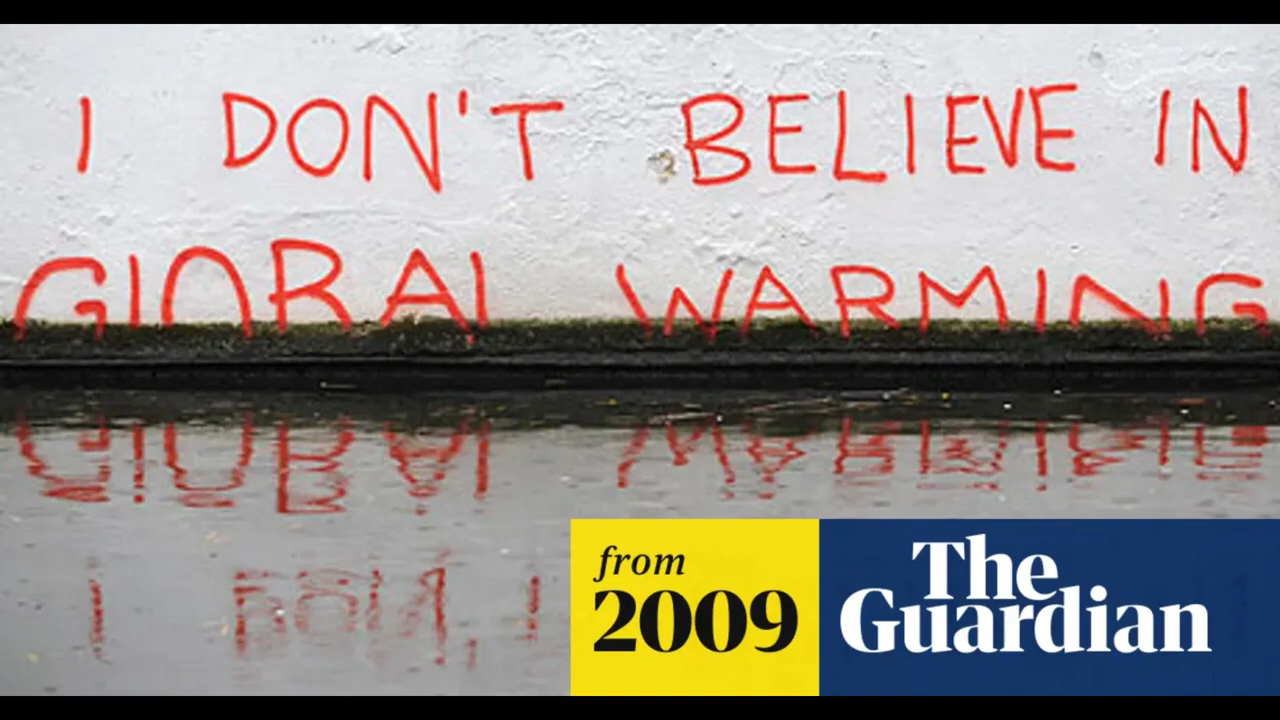 I DON'T BELIEVE IN
GLOBAL WARMING
from
2009
The
Guardian